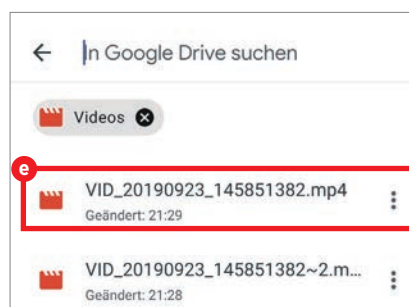 In Google Drive suchen
Videos
e
VID_20190923_145851382.mp4
Geändert: 21:29
VID_20190923_145851382~2.m...
Geändert: 21:28